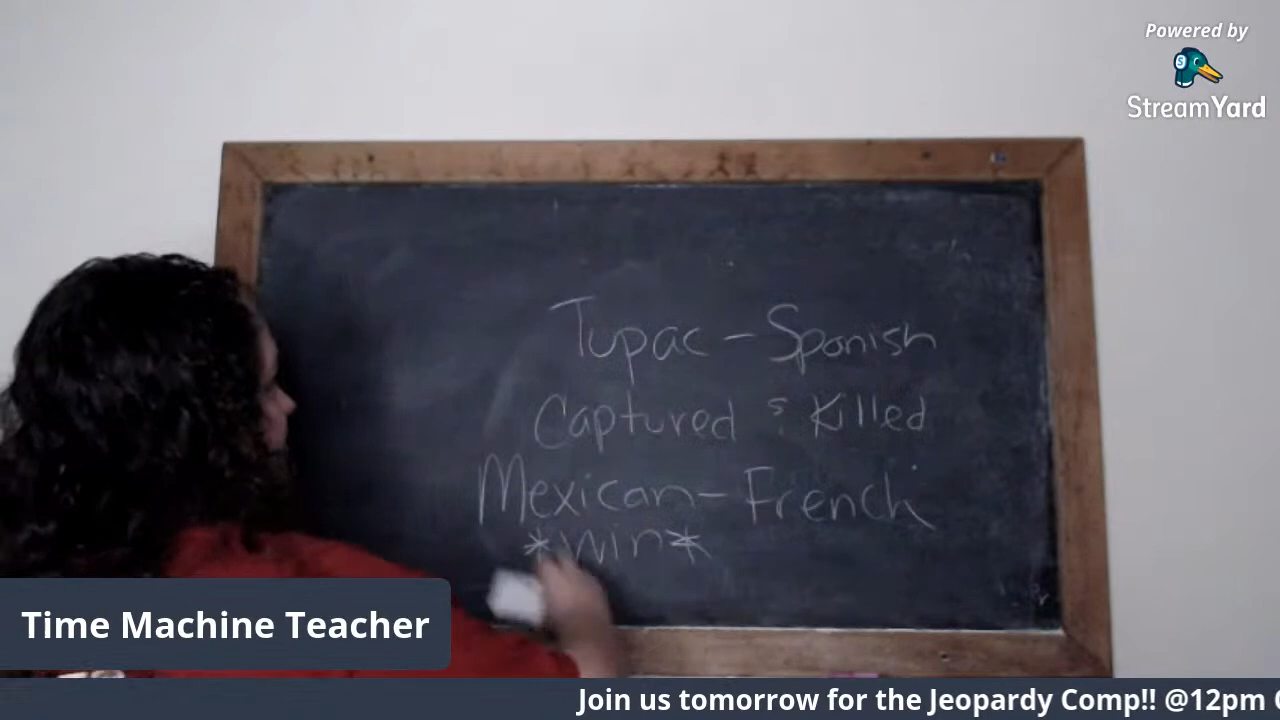 Powered by
StreamYard
Tupac - Spanish
Captured & Killed
Mexican - French
*Win*
Time Machine Teacher
Join us tomorrow for the Jeopardy Comp!! @12pm